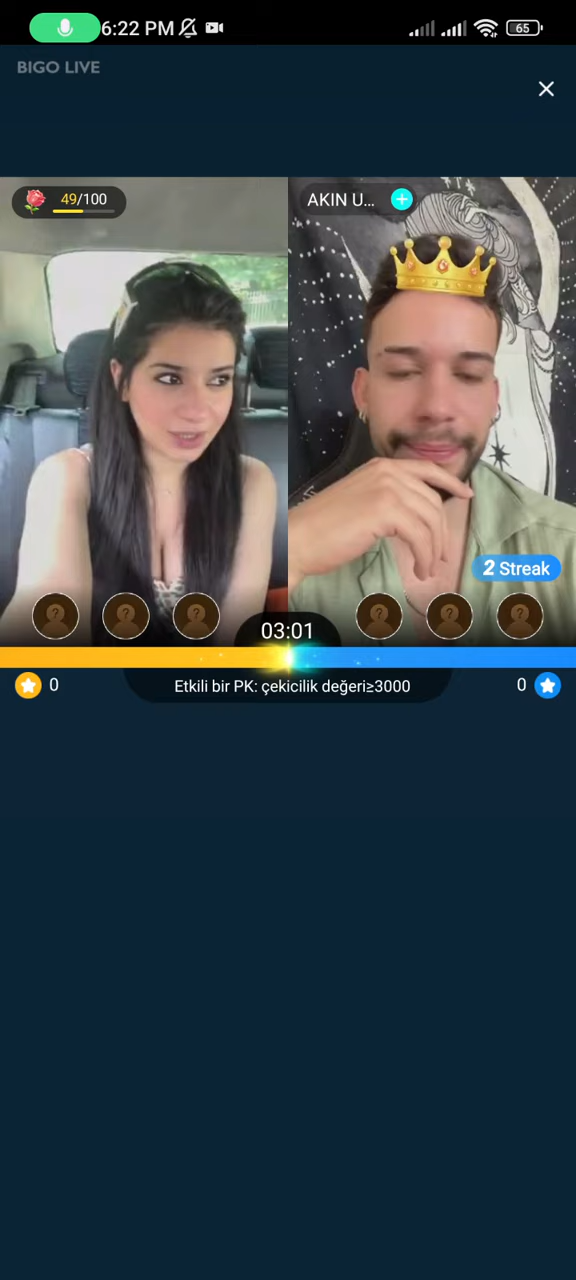 6:22 PM
65
BIGO LIVE
49/100
AKIN U...
2 Streak
03:01
0
Etkili bir PK: çekicilik değeri≥3000
0